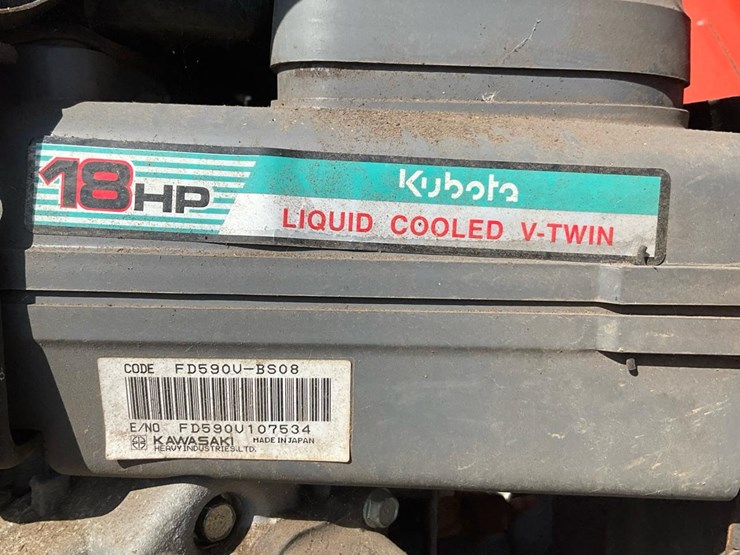 18HP
Kubota
LIQUID COOLED V-TWIN
CODE FD590V-BS08
E/NO FD590V107534
KAWASAKI MADE IN JAPAN
HEAVY INDUSTRIES, LTD.